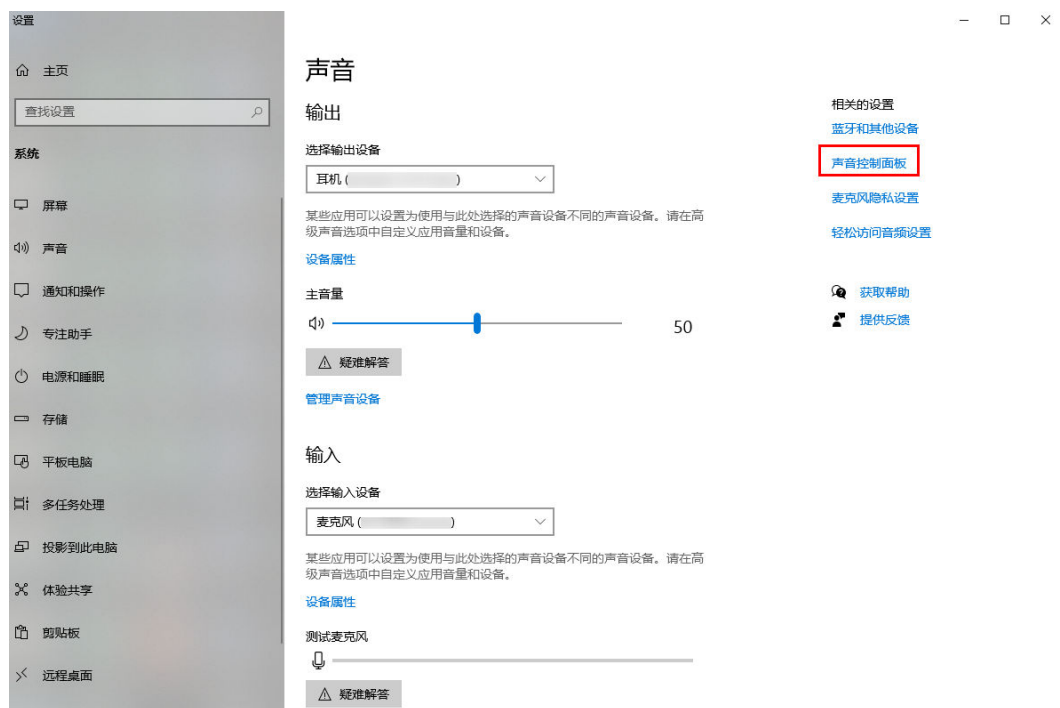 设置
主页
查找设置
系统
屏幕
声音
通知和操作
专注助手
电源和睡眠
存储
平板电脑
多任务处理
投影到此电脑
体验共享
剪贴板
远程桌面
声音
输出
选择输出设备
耳机 ( )
某些应用可以设置为使用与此处选择的声音设备不同的声音设备。请在高
级声音选项中自定义应用音量和设备。
设备属性
主音量
50
疑难解答
管理声音设备
输入
选择输入设备
麦克风 ( )
某些应用可以设置为使用与此处选择的声音设备不同的声音设备。请在高
级声音选项中自定义应用音量和设备。
设备属性
测试麦克风
疑难解答
相关的设置
蓝牙和其他设备
声音控制面板
麦克风隐私设置
轻松访问音频设置
获取帮助
提供反馈